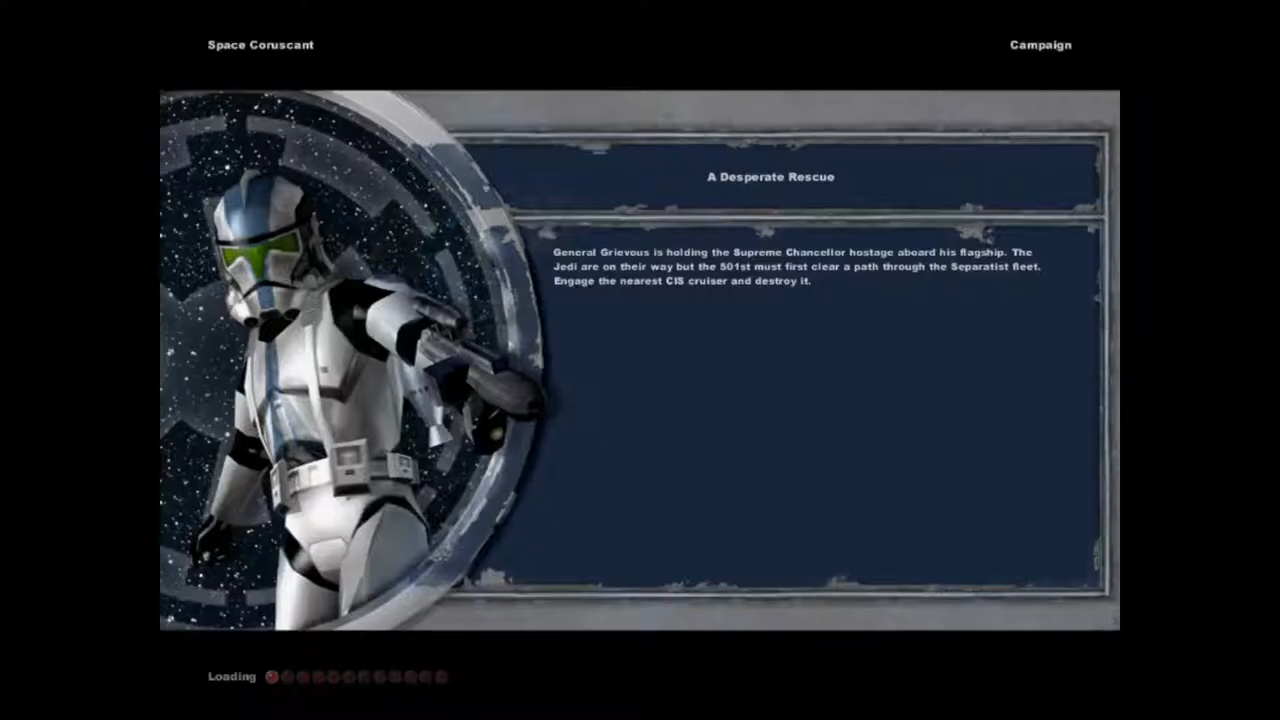 Space Coruscant
Campaign
A Desperate Rescue
General Grievous is holding the Supreme Chancellor hostage aboard his flagship. The
Jedi are on their way but the 501st must first clear a path through the Separatist fleet.
Engage the nearest CIS cruiser and destroy it.
Loading